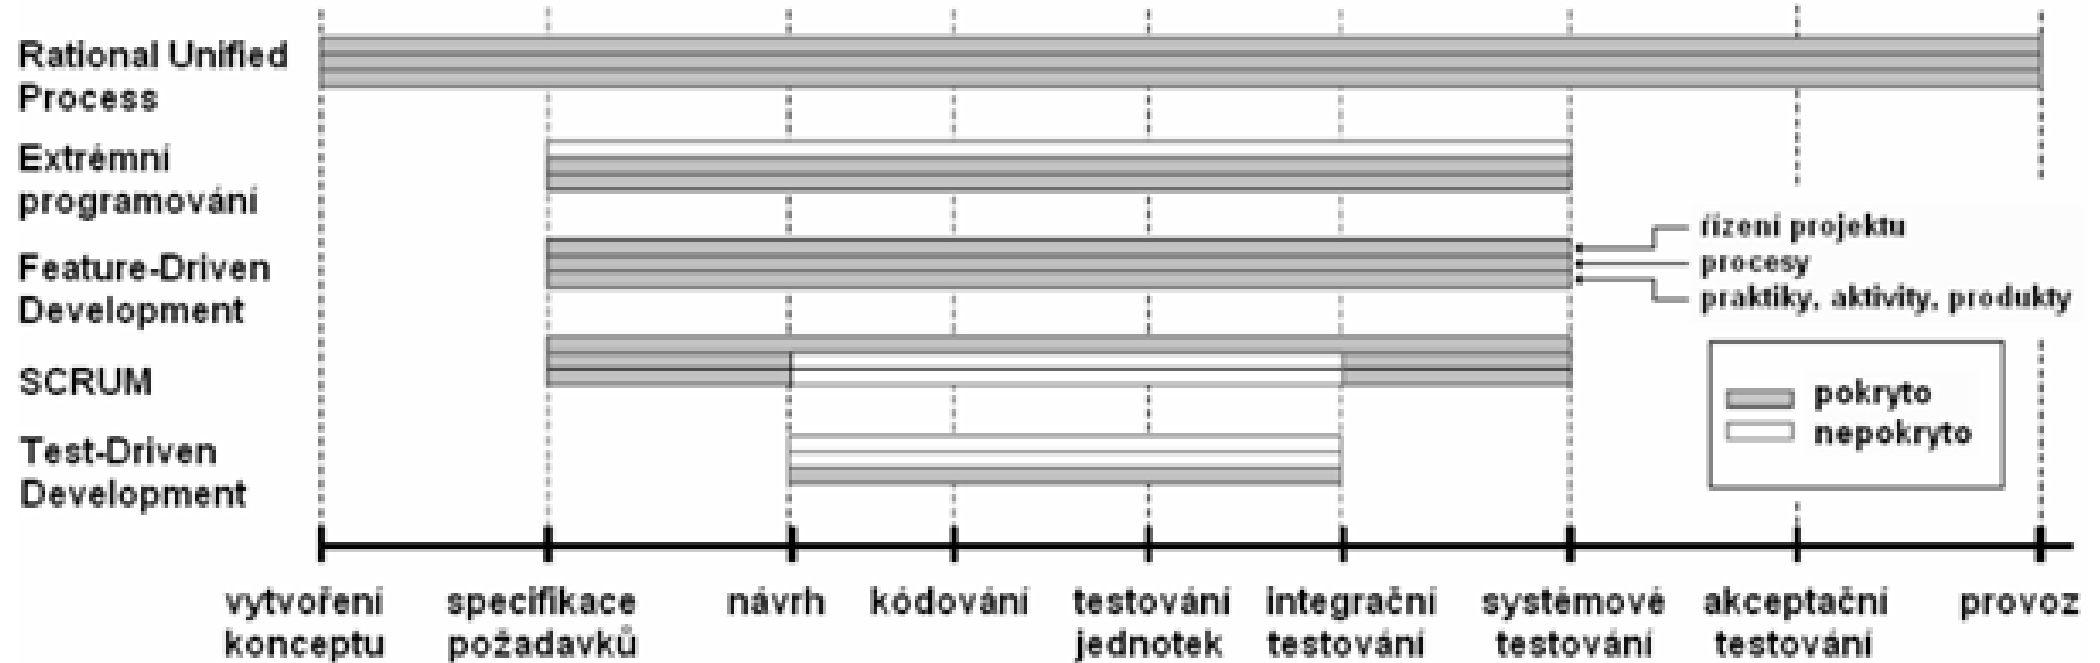 Rational Unified
Process
Extrémní
programování
řízení projektu
procesy
praktiky, aktivity, produkty
Feature-Driven
Development
SCRUM
pokryto
nepokryto
Test-Driven
Development
vytvoření
konceptu
specifikace
požadavků
návrh
kódování
testování
jednotek
integrační
testování
systémové
testování
akceptační
testování
provoz